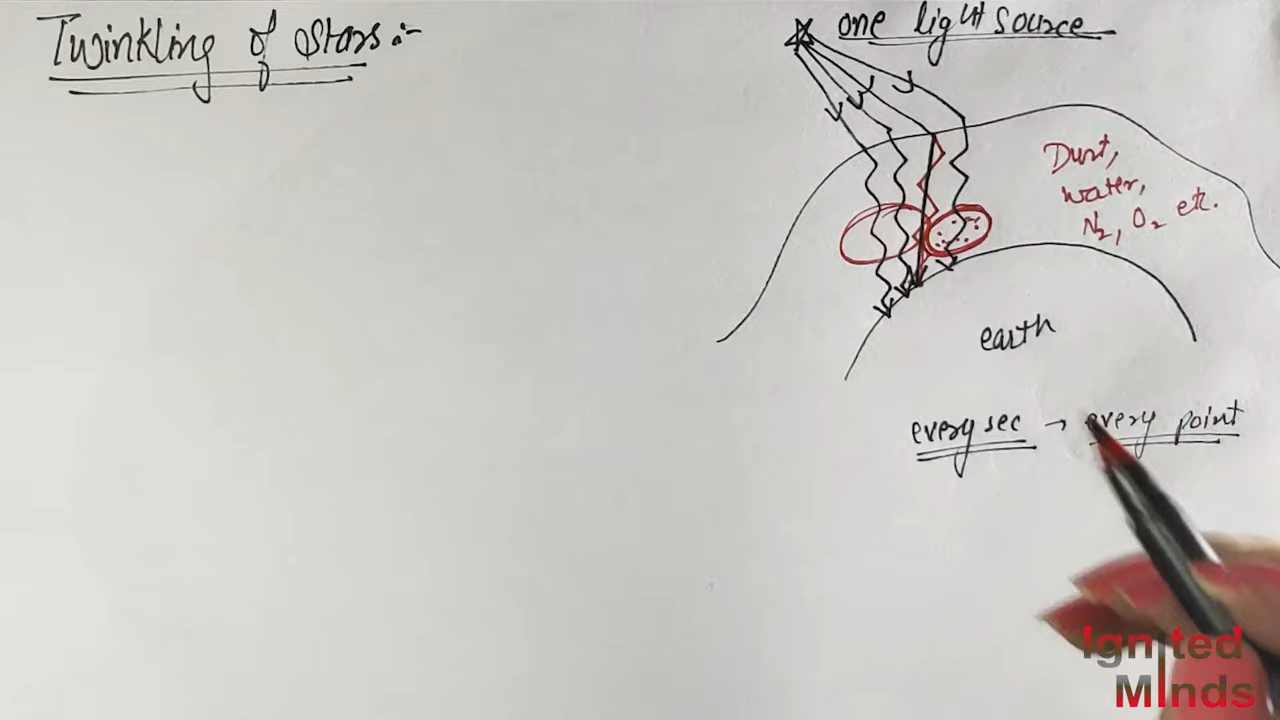 Twinkling of Stars :-
one light source
Dust,
water,
N2, O2 etc.
earth
every sec → every point
Ignited
Minds